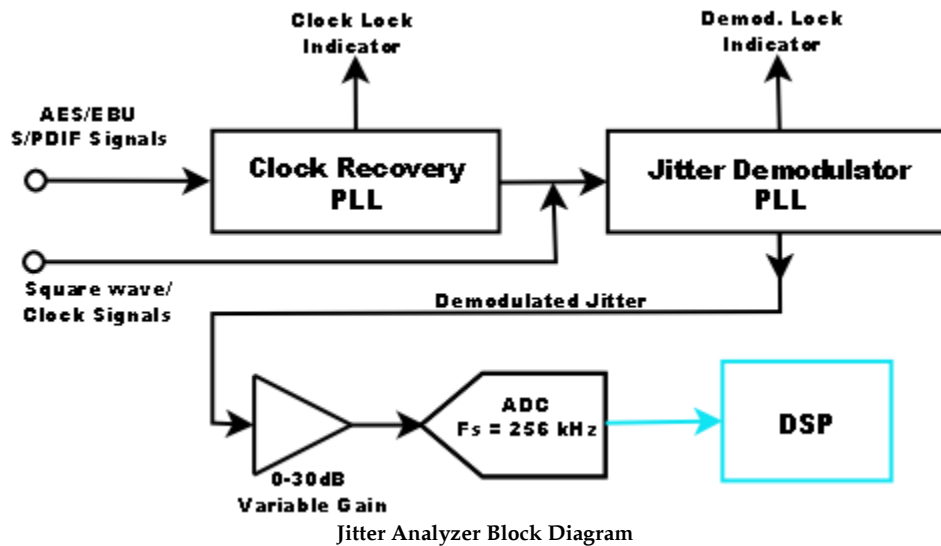 Clock Lock
Indicator
Demod. Lock
Indicator
AES/EBU
S/PDIF Signals
Clock Recovery
PLL
Jitter Demodulator
PLL
Square wave/
Clock Signals
Demodulated Jitter
ADC
Fs = 256 kHz
DSP
0-30dB
Variable Gain
Jitter Analyzer Block Diagram